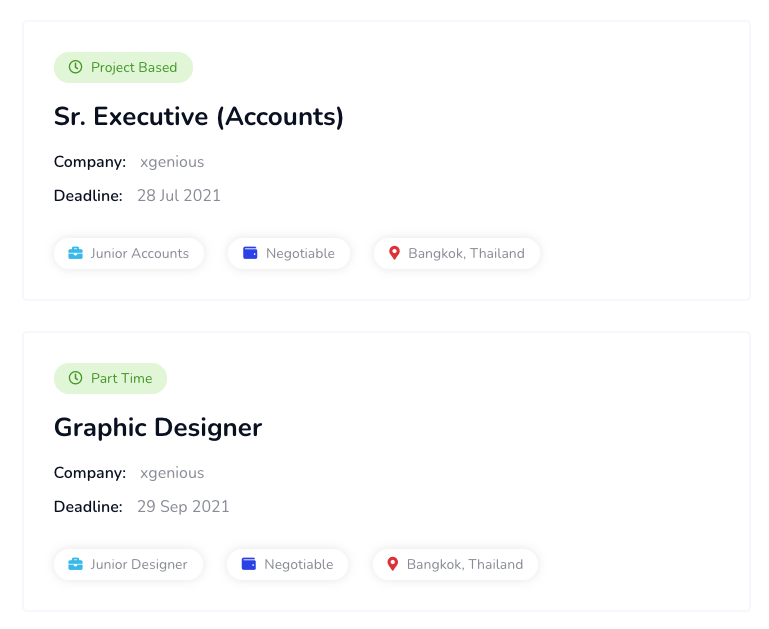 Project Based
Sr. Executive (Accounts)
Company: xgenious
Deadline: 28 Jul 2021
Junior Accounts Negotiable Bangkok, Thailand
Part Time
Graphic Designer
Company: xgenious
Deadline: 29 Sep 2021
Junior Designer Negotiable Bangkok, Thailand